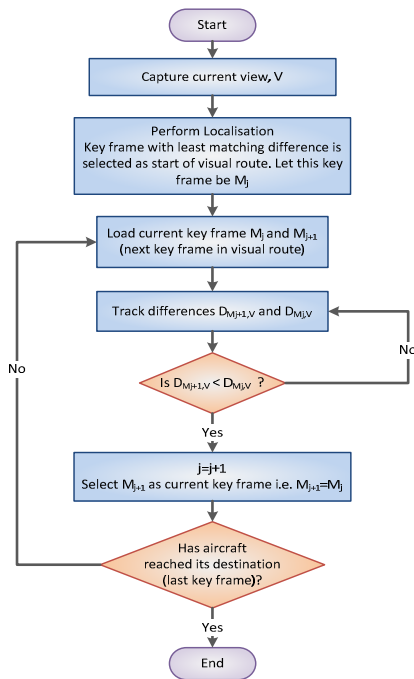 Start
Capture current view, V
Perform Localisation
Key frame with least matching difference is
selected as start of visual route. Let this key
frame be Mj
Load current key frame Mj and Mj+1
(next key frame in visual route)
Track differences DMj+1,V and DMj,V
No
No
Is DMj+1,V < DMj,V ?
Yes
j=j+1
Select Mj+1 as current key frame i.e. Mj+1=Mj
Has aircraft
reached its destination
(last key frame)?
Yes
End